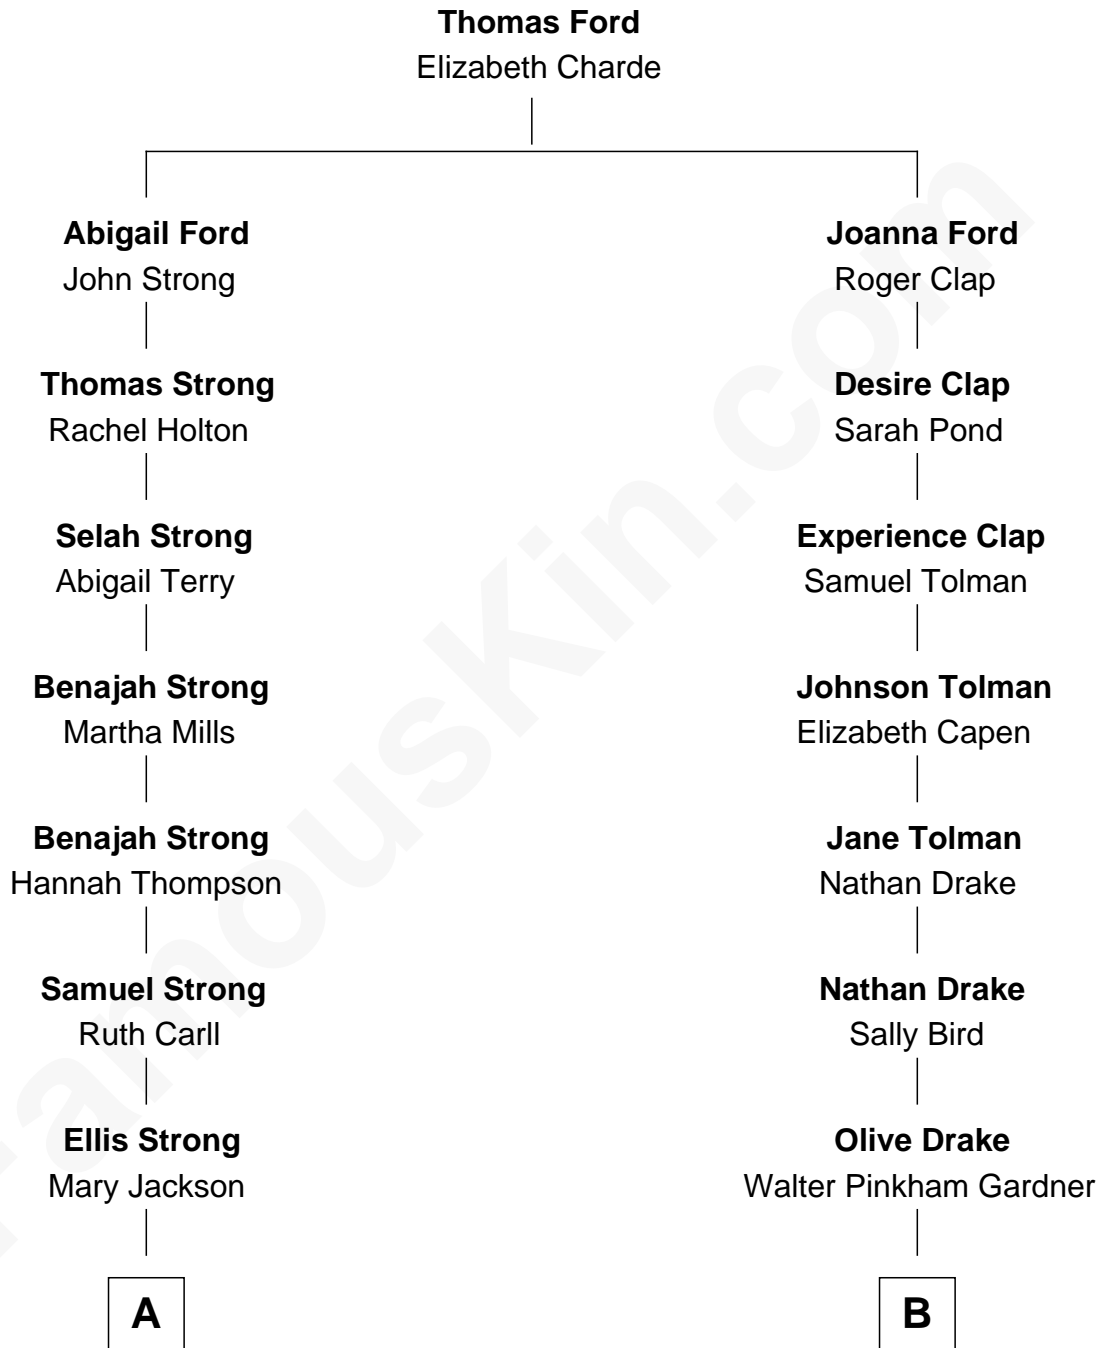 Thomas Ford
Elizabeth Charde
Abigail Ford
John Strong
Joanna Ford
Roger Clap
Thomas Strong
Rachel Holton
Desire Clap
Sarah Pond
Selah Strong
Abigail Terry
Experience Clap
Samuel Tolman
Benajah Strong
Martha Mills
Johnson Tolman
Elizabeth Capen
Benajah Strong
Hannah Thompson
Jane Tolman
Nathan Drake
Samuel Strong
Ruth Carll
Nathan Drake
Sally Bird
Ellis Strong
Mary Jackson
Olive Drake
Walter Pinkham Gardner
A
B
FamousKin.com